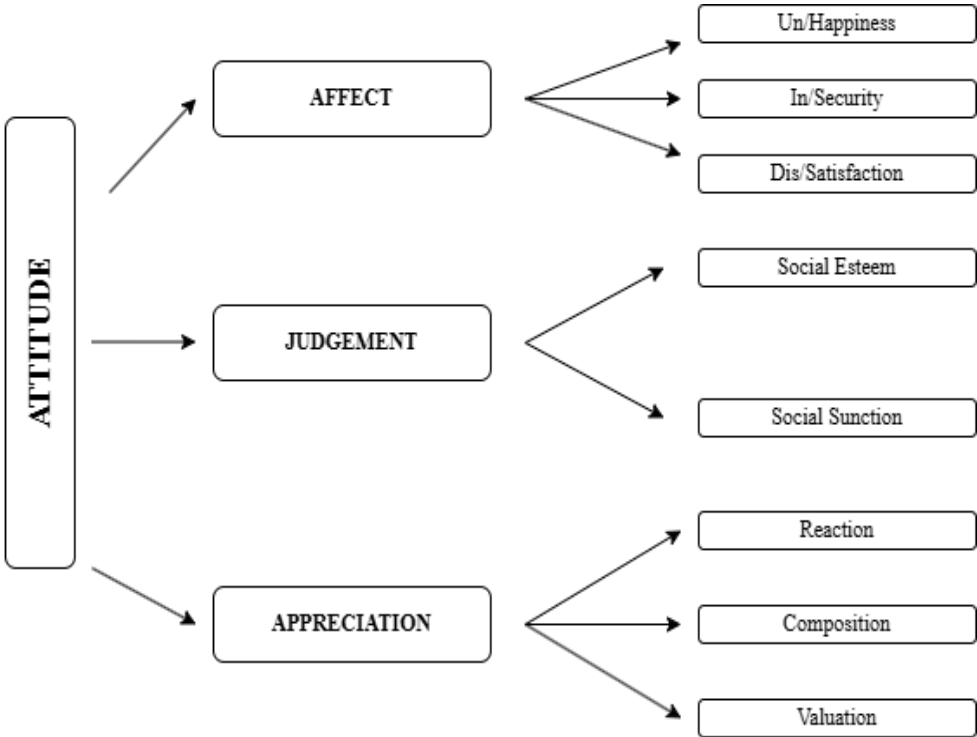 ATTITUDE
AFFECT
Un/Happiness
In/Security
Dis/Satisfaction
JUDGEMENT
Social Esteem
Social Sunction
APPRECIATION
Reaction
Composition
Valuation